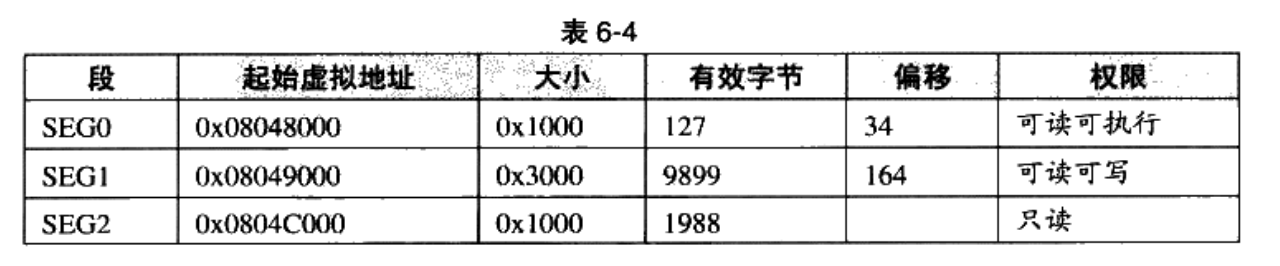 表 6-4
段 起始虚拟地址 大小 有效字节 偏移 权限
SEG0 0x08048000 0x1000 127 34 可读可执行
SEG1 0x08049000 0x3000 9899 164 可读可写
SEG2 0x0804C000 0x1000 1988 只读